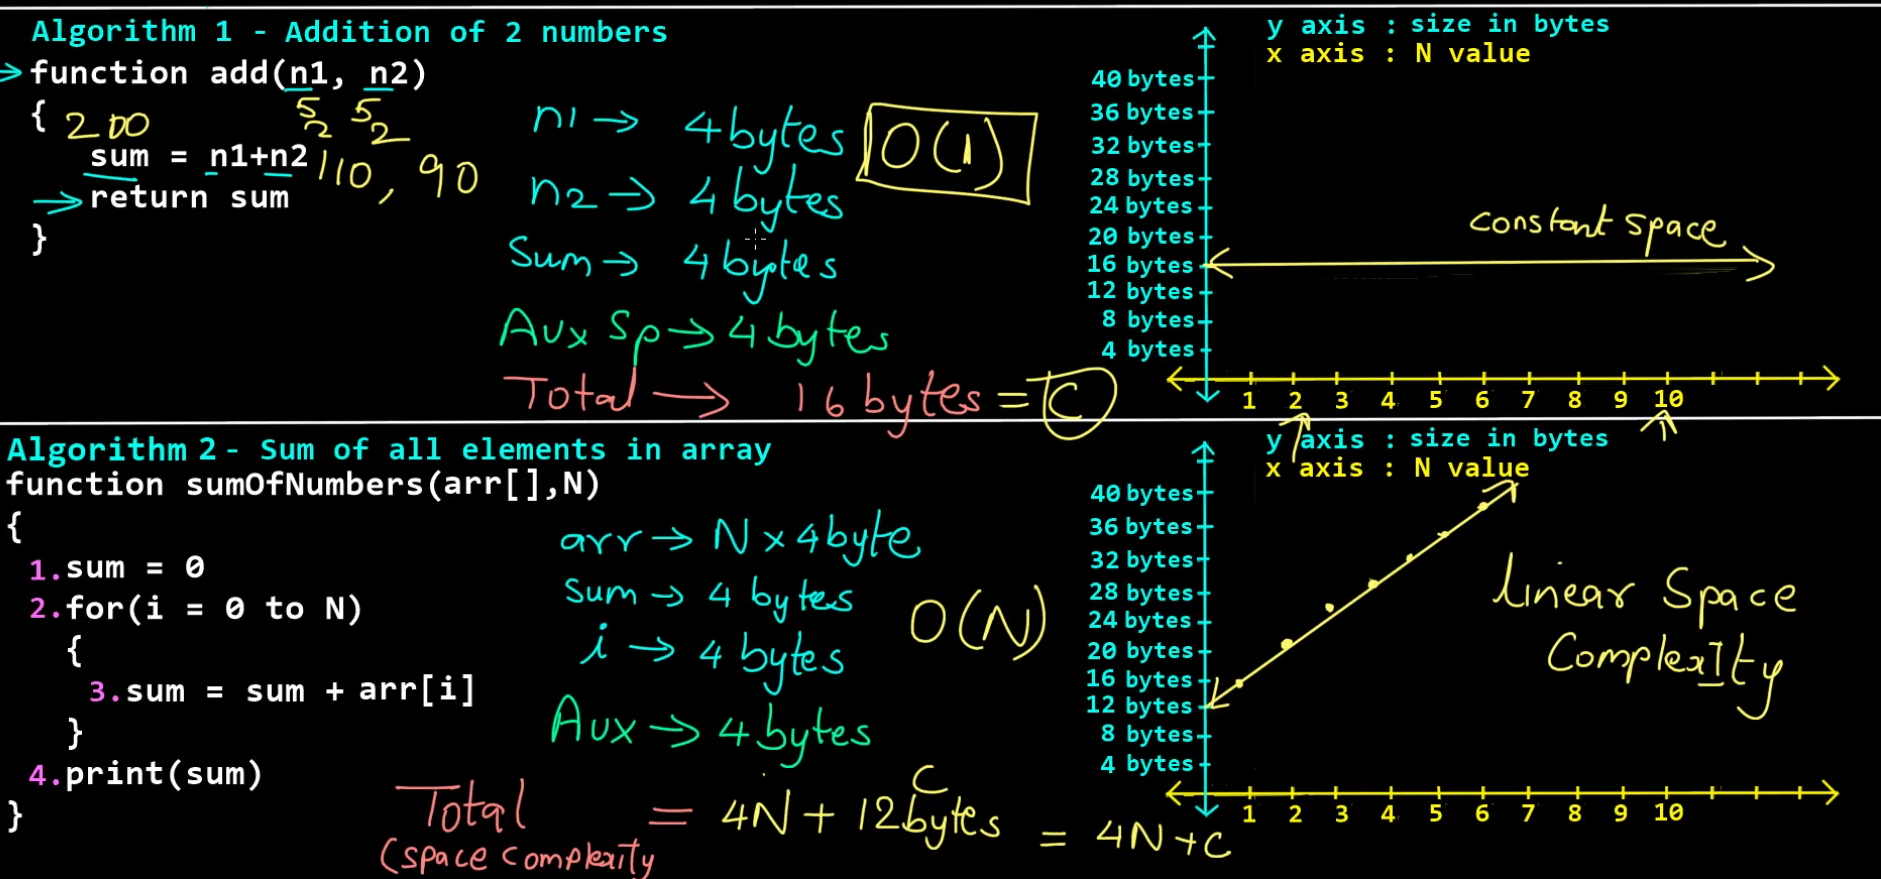 Algorithm 1 - Addition of 2 numbers
function add(n1, n2)
{ 200 5 5
2 2
sum = n1+n2 110, 90
return sum
}
n1 → 4 bytes
n2 → 4 bytes
Sum → 4 bytes
Aux Sp → 4 bytes
Total → 16 bytes = C
O(1)
y axis : size in bytes
x axis : N value
40 bytes
36 bytes
32 bytes
28 bytes
24 bytes
20 bytes
16 bytes
12 bytes
8 bytes
4 bytes
constant space
1 2 3 4 5 6 7 8 9 10
Algorithm 2 - Sum of all elements in array
function sumOfNumbers(arr[],N)
{
1. sum = 0
2. for(i = 0 to N)
{
3. sum = sum + arr[i]
}
4. print(sum)
}
arr → N x 4 byte
Sum → 4 bytes
i → 4 bytes
Aux → 4 bytes
O(N)
Total = 4N + 12 bytes = 4N + C
C
(space complexity
y axis : size in bytes
x axis : N value
40 bytes
36 bytes
32 bytes
28 bytes
24 bytes
20 bytes
16 bytes
12 bytes
8 bytes
4 bytes
Linear Space
Complexity
1 2 3 4 5 6 7 8 9 10